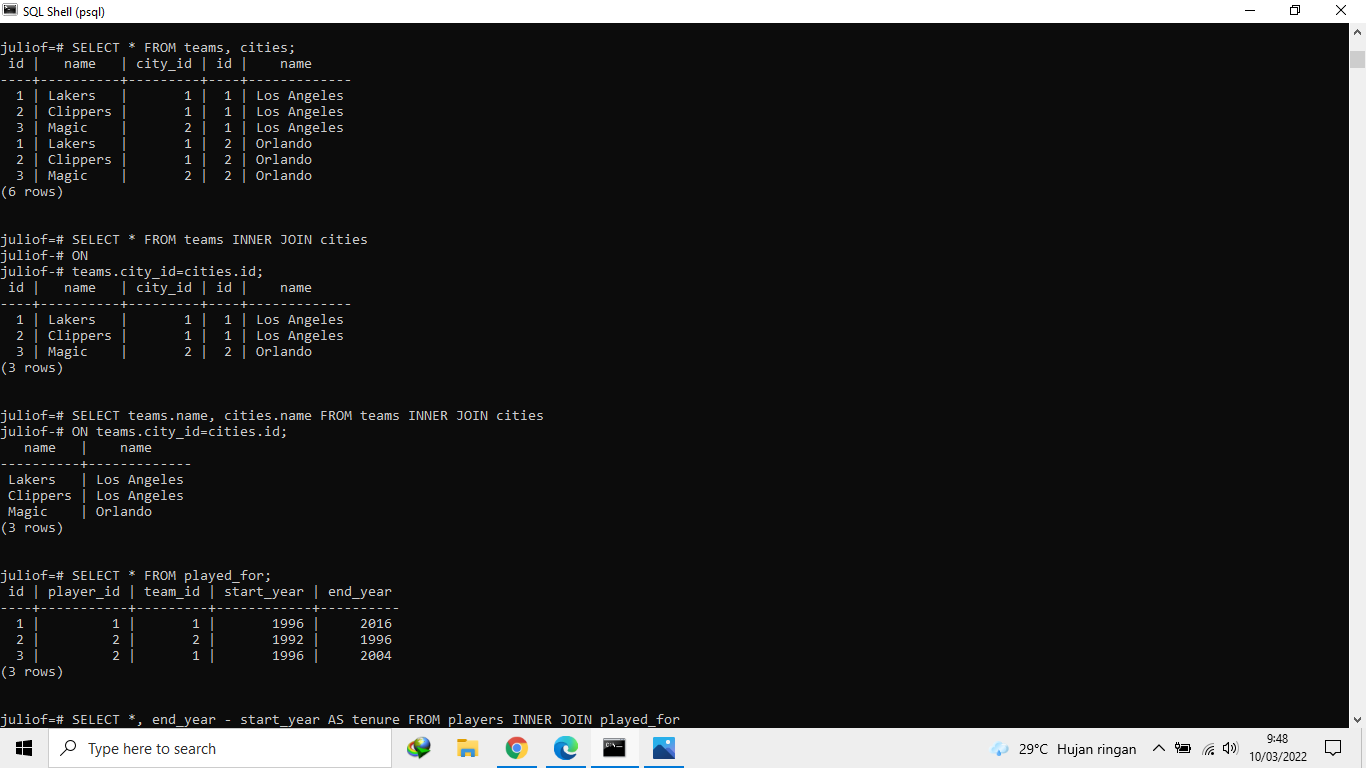 SQL Shell (psql)
juliof=# SELECT * FROM teams, cities;
 id |   name   | city_id | id |    name
----+----------+---------+----+-------------
  1 | Lakers   |       1 |  1 | Los Angeles
  2 | Clippers |       1 |  1 | Los Angeles
  3 | Magic    |       2 |  1 | Los Angeles
  1 | Lakers   |       1 |  2 | Orlando
  2 | Clippers |       1 |  2 | Orlando
  3 | Magic    |       2 |  2 | Orlando
(6 rows)
juliof=# SELECT * FROM teams INNER JOIN cities
juliof-# ON
juliof-# teams.city_id=cities.id;
 id |   name   | city_id | id |    name
----+----------+---------+----+-------------
  1 | Lakers   |       1 |  1 | Los Angeles
  2 | Clippers |       1 |  1 | Los Angeles
  3 | Magic    |       2 |  2 | Orlando
(3 rows)
juliof=# SELECT teams.name, cities.name FROM teams INNER JOIN cities
juliof-# ON teams.city_id=cities.id;
   name   |    name
----------+-------------
 Lakers   | Los Angeles
 Clippers | Los Angeles
 Magic    | Orlando
(3 rows)
juliof=# SELECT * FROM played_for;
 id | player_id | team_id | start_year | end_year
----+-----------+---------+------------+----------
  1 |         1 |       1 |       1996 |     2016
  2 |         2 |       2 |       1992 |     1996
  3 |         2 |       1 |       1996 |     2004
(3 rows)
juliof=# SELECT *, end_year - start_year AS tenure FROM players INNER JOIN played_for
Type here to search
29°C Hujan ringan
9:48
10/03/2022